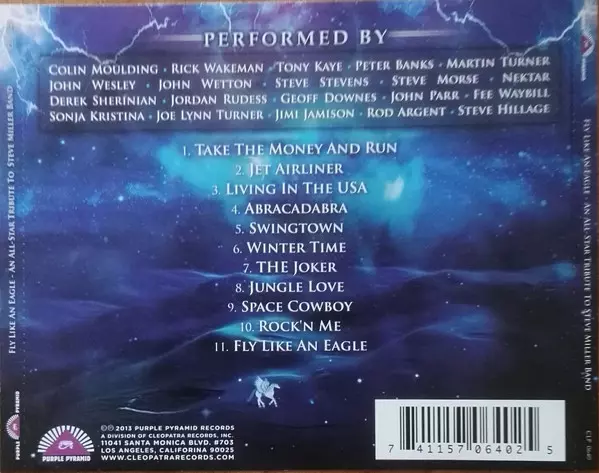 PERFORMED BY
COLIN MOULDING • RICK WAKEMAN • TONY KAYE • PETER BANKS • MARTIN TURNER
JOHN WESLEY • JOHN WETTON • STEVE STEVENS • STEVE MORSE • NEKTAR
DEREK SHERINIAN • JORDAN RUDESS • GEOFF DOWNES • JOHN PARR • FEE WAYBILL
SONJA KRISTINA • JOE LYNN TURNER • JIMI JAMISON • ROD ARGENT • STEVE HILLAGE
1. TAKE THE MONEY AND RUN
2. JET AIRLINER
3. LIVING IN THE USA
4. ABRACADABRA
5. SWINGTOWN
6. WINTER TIME
7. THE JOKER
8. JUNGLE LOVE
9. SPACE COWBOY
10. ROCK'N ME
11. FLY LIKE AN EAGLE
PURPLE PYRAMID
©℗ 2013 PURPLE PYRAMID RECORDS
A DIVISION OF CLEOPATRA RECORDS, INC.
11041 SANTA MONICA BLVD. #703
LOS ANGELES, CALIFORINA 90025
WWW.CLEOPATRARECORDS.COM
7 41157 06402 5
FLY LIKE AN EAGLE - AN ALL-STAR TRIBUTE TO STEVE MILLER BAND
PURPLE PYRAMID
FLY LIKE AN EAGLE - AN ALL-STAR TRIBUTE TO STEVE MILLER BAND
CLP